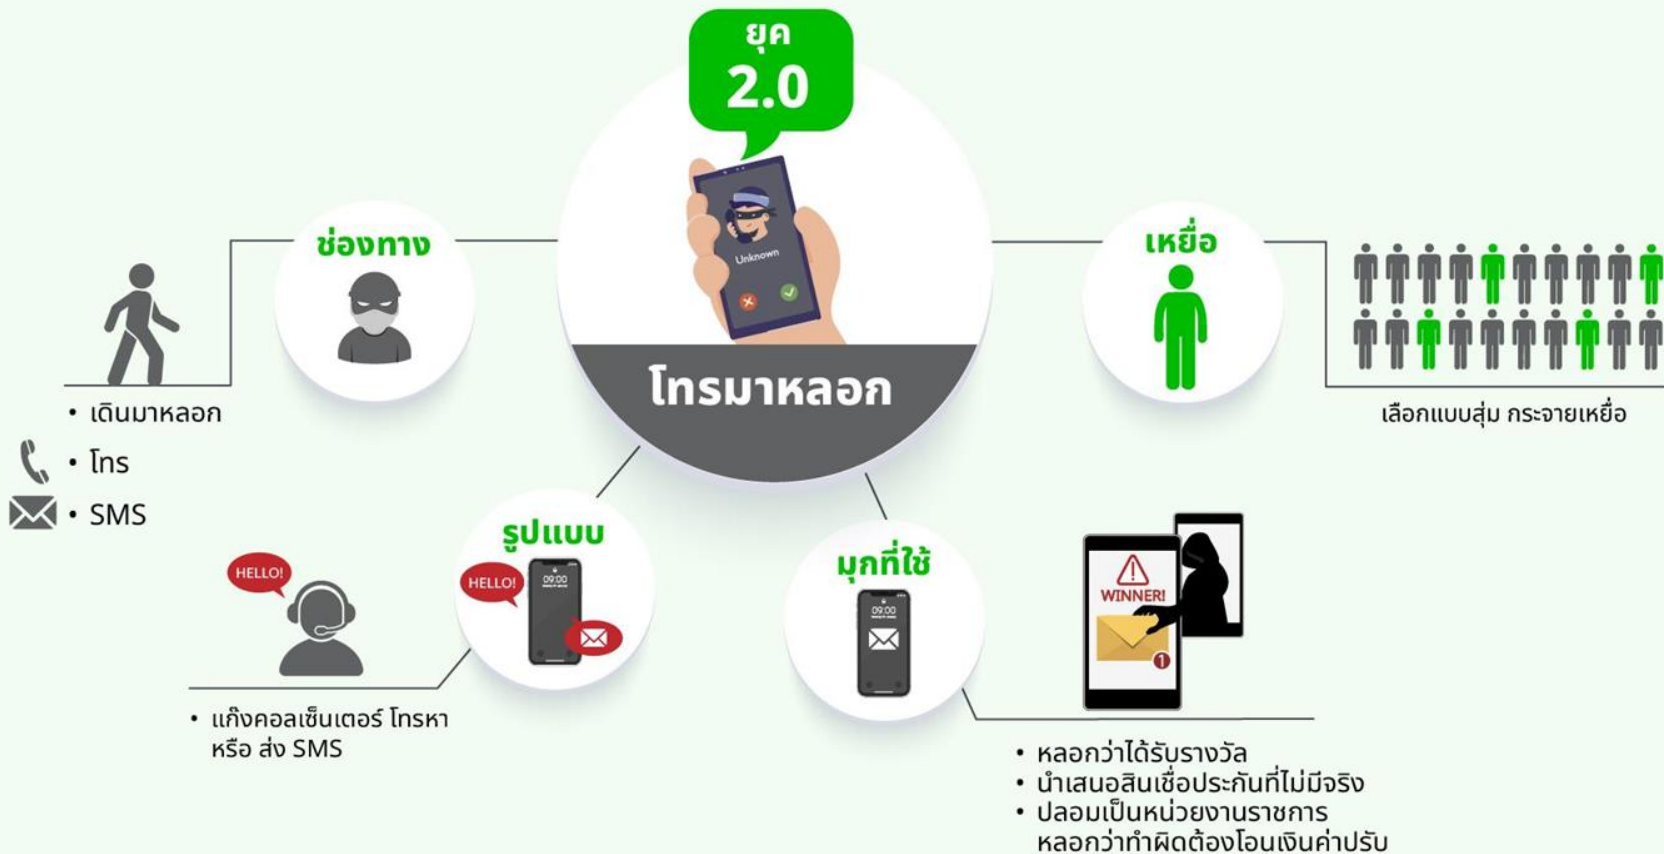 ยุค
2.0
Unknown
โทรมาหลอก
ช่องทาง
• เดินมาหลอก
• โทร
• SMS
รูปแบบ
HELLO!
09:00
HELLO!
• แก๊งคอลเซ็นเตอร์ โทรหา
หรือ ส่ง SMS
มุกที่ใช้
09:00
WINNER!
1
• หลอกว่าได้รับรางวัล
• นำเสนอสินเชื่อประกันที่ไม่มีจริง
• ปลอมเป็นหน่วยงานราชการ
หลอกว่าทำผิดต้องโอนเงินค่าปรับ
เหยื่อ
เลือกแบบสุ่ม กระจายเหยื่อ